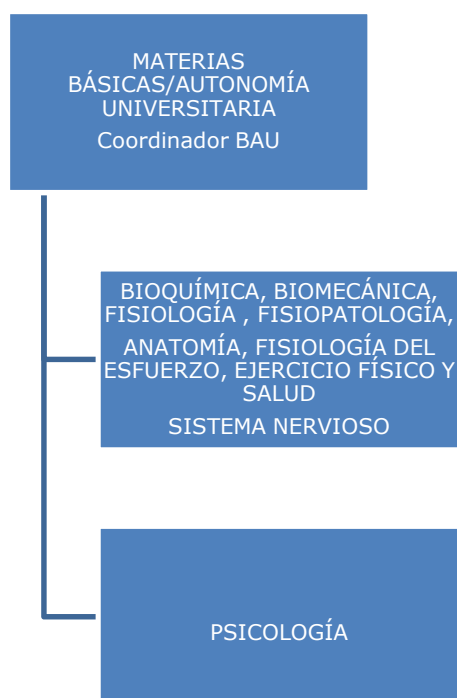 MATERIAS
BÁSICAS/AUTONOMÍA
UNIVERSITARIA
Coordinador BAU
BIOQUÍMICA, BIOMECÁNICA,
FISIOLOGÍA , FISIOPATOLOGÍA,
ANATOMÍA, FISIOLOGÍA DEL
ESFUERZO, EJERCICIO FÍSICO Y
SALUD
SISTEMA NERVIOSO
PSICOLOGÍA